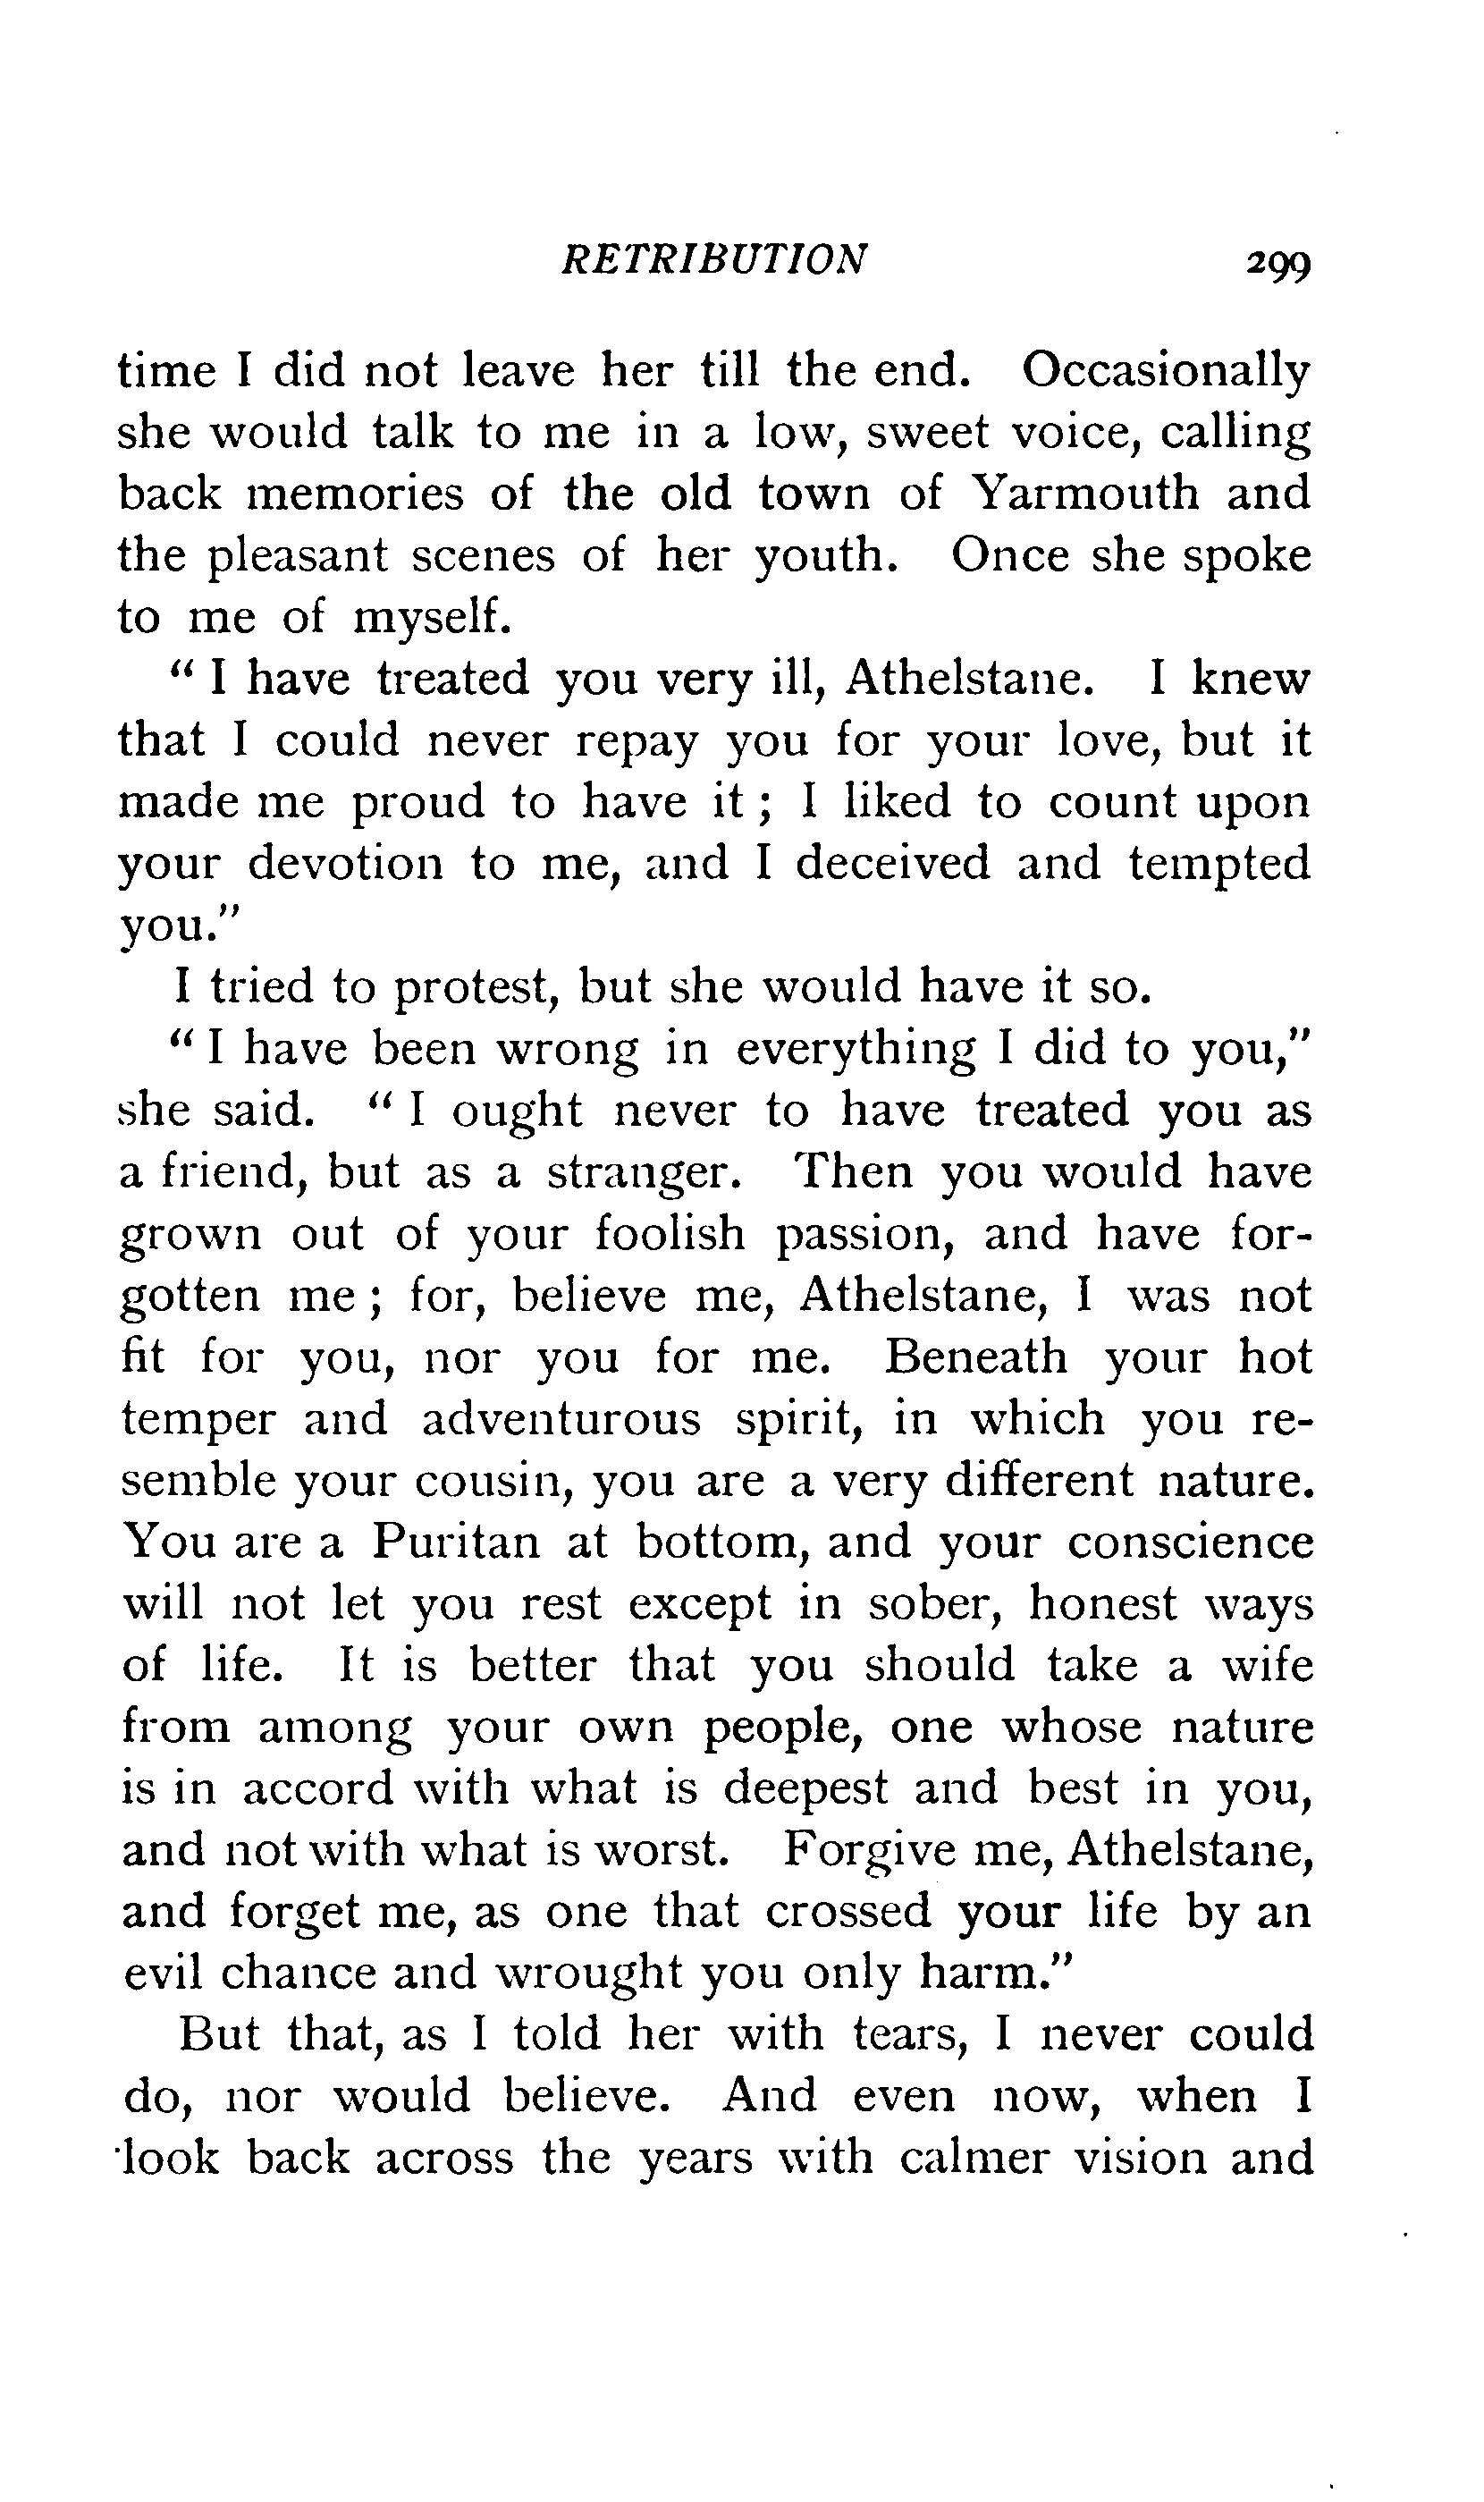 RETRIBUTION 299
time I did not leave her till the end. Occasionally
she would talk to me in a low, sweet voice, calling
back memories of the old town of Yarmouth and
the pleasant scenes of her youth. Once she spoke
to me of myself.
" I have treated you very ill, Athelstane. I knew
that I could never repay you for your love, but it
made me proud to have it ; I liked to count upon
your devotion to me, and I deceived and tempted
you."
I tried to protest, but she would have it so.
" I have been wrong in everything I did to you,"
she said. " I ought never to have treated you as
a friend, but as a stranger. Then you would have
grown out of your foolish passion, and have for-
gotten me ; for, believe me, Athelstane, I was not
fit for you, nor you for me. Beneath your hot
temper and adventurous spirit, in which you re-
semble your cousin, you are a very different nature.
You are a Puritan at bottom, and your conscience
will not let you rest except in sober, honest ways
of life. It is better that you should take a wife
from among your own people, one whose nature
is in accord with what is deepest and best in you,
and not with what is worst. Forgive me, Athelstane,
and forget me, as one that crossed your life by an
evil chance and wrought you only harm."
But that, as I told her with tears, I never could
do, nor would believe. And even now, when I
look back across the years with calmer vision and